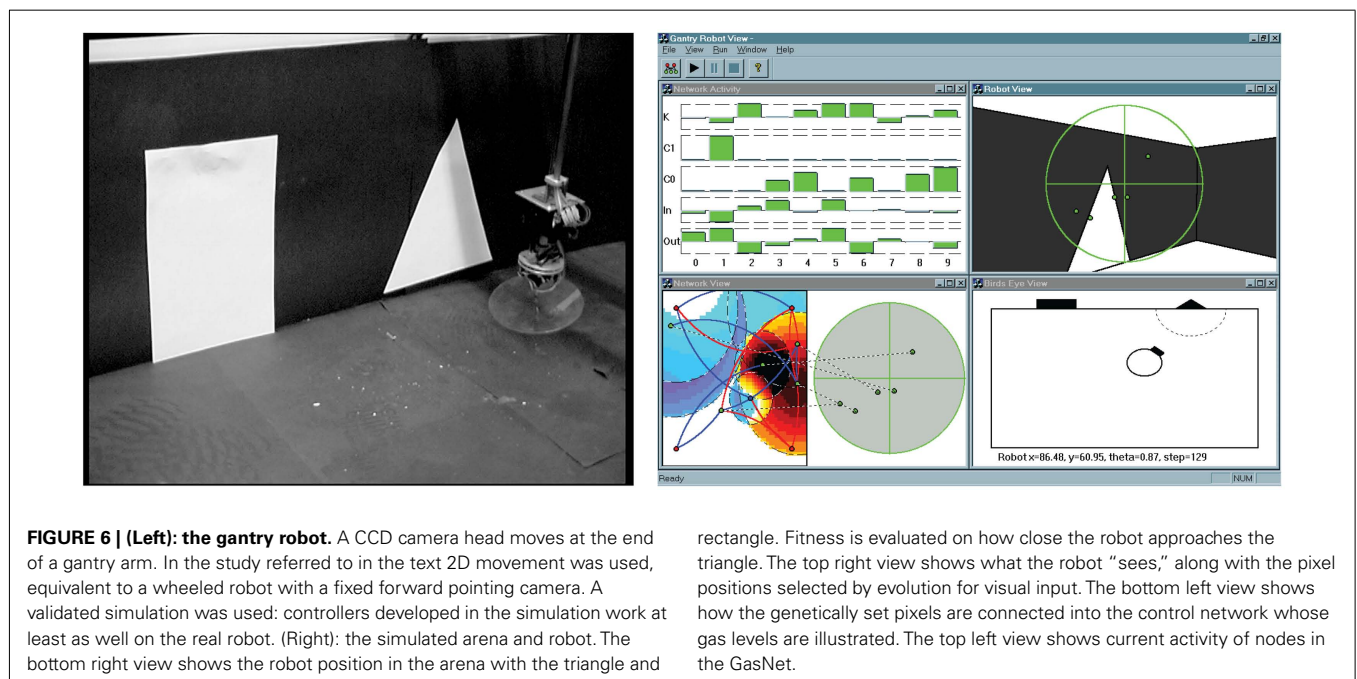 Gantry Robot View -
File View Run Window Help
?
Network Activity
Robot View
K
C1
C0
In
Out
0 1 2 3 4 5 6 7 8 9
Network View
Birds Eye View
Robot x=86.48, y=60.95, theta=0.87, step=129
Ready
NUM
FIGURE 6 | (Left): the gantry robot. A CCD camera head moves at the end
of a gantry arm. In the study referred to in the text 2D movement was used,
equivalent to a wheeled robot with a fixed forward pointing camera. A
validated simulation was used: controllers developed in the simulation work at
least as well on the real robot. (Right): the simulated arena and robot. The
bottom right view shows the robot position in the arena with the triangle and
rectangle. Fitness is evaluated on how close the robot approaches the
triangle. The top right view shows what the robot “sees,” along with the pixel
positions selected by evolution for visual input. The bottom left view shows
how the genetically set pixels are connected into the control network whose
gas levels are illustrated. The top left view shows current activity of nodes in
the GasNet.